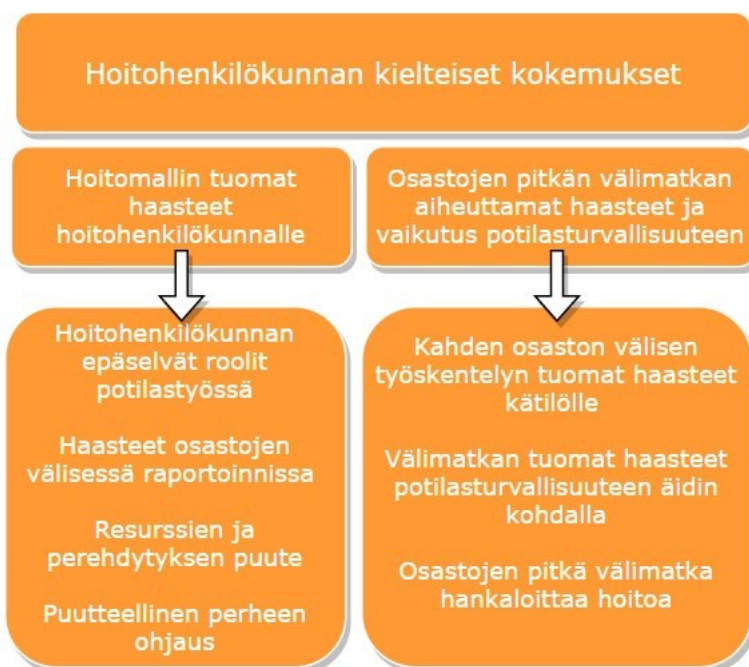 Hoitohenkilökunnan kielteiset kokemukset
Hoitomallin tuomat
haasteet
hoitohenkilökunnalle
Osastojen pitkän välimatkan
aiheuttamat haasteet ja
vaikutus potilasturvallisuuteen
Hoitohenkilökunnan
epäselvät roolit
potilastyössä
Haasteet osastojen
välisessä raportoinnissa
Resurssien ja
perehdytyksen puute
Puutteellinen perheen
ohjaus
Kahden osaston välisen
työskentelyn tuomat haasteet
kätilölle
Välimatkan tuomat haasteet
potilasturvallisuuteen äidin
kohdalla
Osastojen pitkä välimatka
hankaloittaa hoitoa